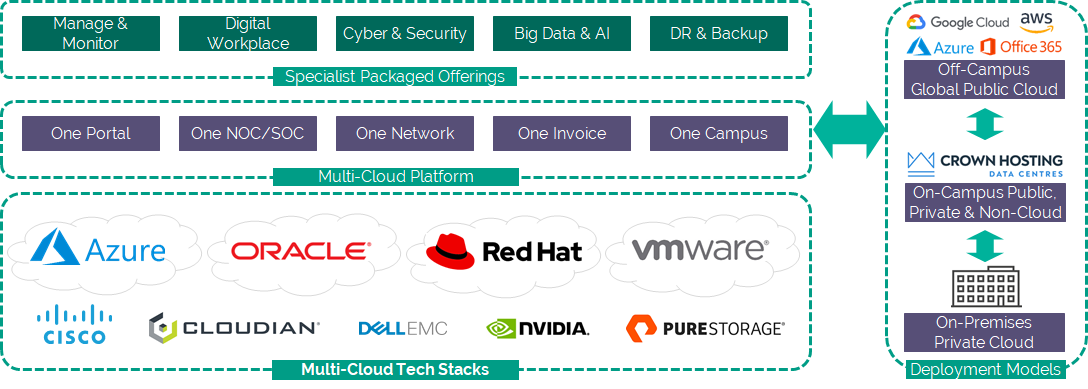 Manage &
Monitor
Digital
Workplace
Cyber & Security
Big Data & AI
DR & Backup
Specialist Packaged Offerings
One Portal
One NOC/SOC
One Network
One Invoice
One Campus
Multi-Cloud Platform
Azure
ORACLE®
Red Hat
vmware®
CISCO
CLOUDIAN®
DELLEMC
NVIDIA.
PURESTORAGE®
Multi-Cloud Tech Stacks
Google Cloud
aws
Azure
Office 365
Off-Campus
Global Public Cloud
CROWN HOSTING
DATA CENTRES
On-Campus Public,
Private & Non-Cloud
On-Premises
Private Cloud
Deployment Models